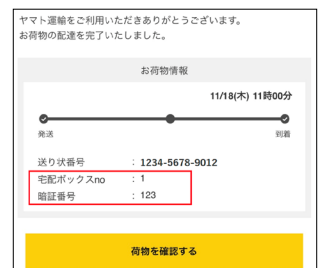 ヤマト運輸をご利用いただきありがとうございます。
お荷物の配達を完了いたしました。
お荷物情報
11/18(木) 11時00分
発送 到着
送り状番号 : 1234-5678-9012
宅配ボックスno : 1
暗証番号 : 123
荷物を確認する